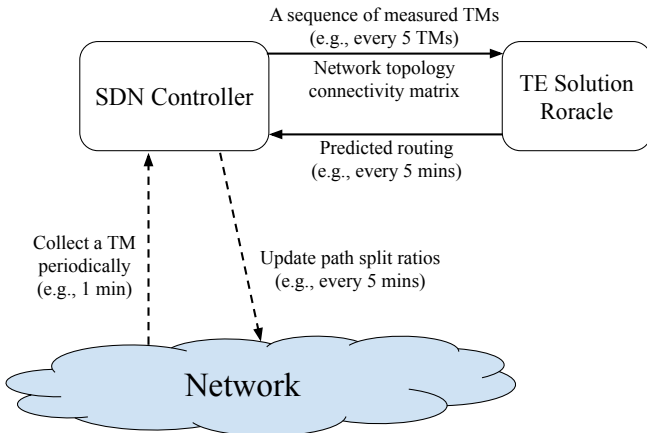 A sequence of measured TMs
(e.g., every 5 TMs)
Network topology
connectivity matrix
SDN Controller
TE Solution
Roracle
Predicted routing
(e.g., every 5 mins)
Collect a TM
periodically
(e.g., 1 min)
Update path split ratios
(e.g., every 5 mins)
Network